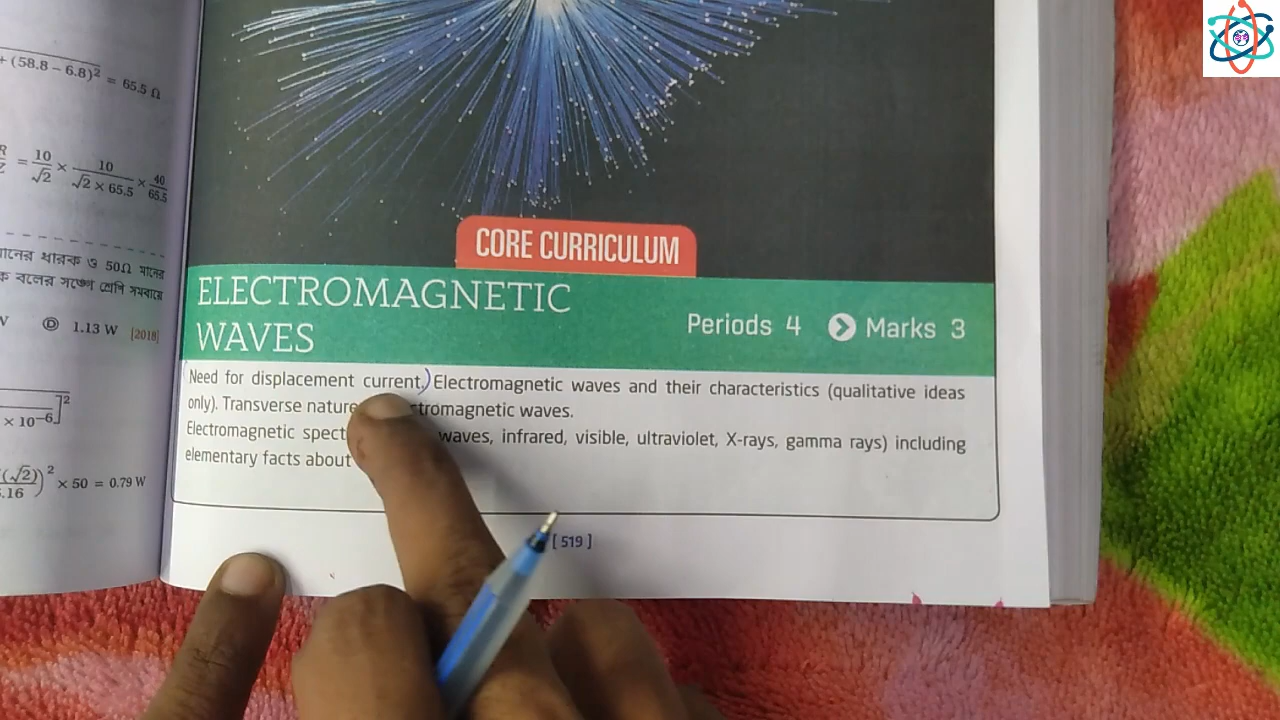 + (58.8 – 6.8)² = 65.5 Ω
= 10/√2 × 10/√2 × 65.5 × 40/65.5
ধারক ও 50Ω মানের
বলের সঙ্গে শ্রেণি সমবায়ে
Ⓓ 1.13 W [2018]
× 10⁻⁶]²
(√2))² × 50 = 0.79 W
CORE CURRICULUM
ELECTROMAGNETIC
WAVES
Periods 4 Marks 3
Need for displacement current, Electromagnetic waves and their characteristics (qualitative ideas
only). Transverse nature electromagnetic waves.
Electromagnetic waves, infrared, visible, ultraviolet, X-rays, gamma rays) including
elementary facts about
[ 519 ]